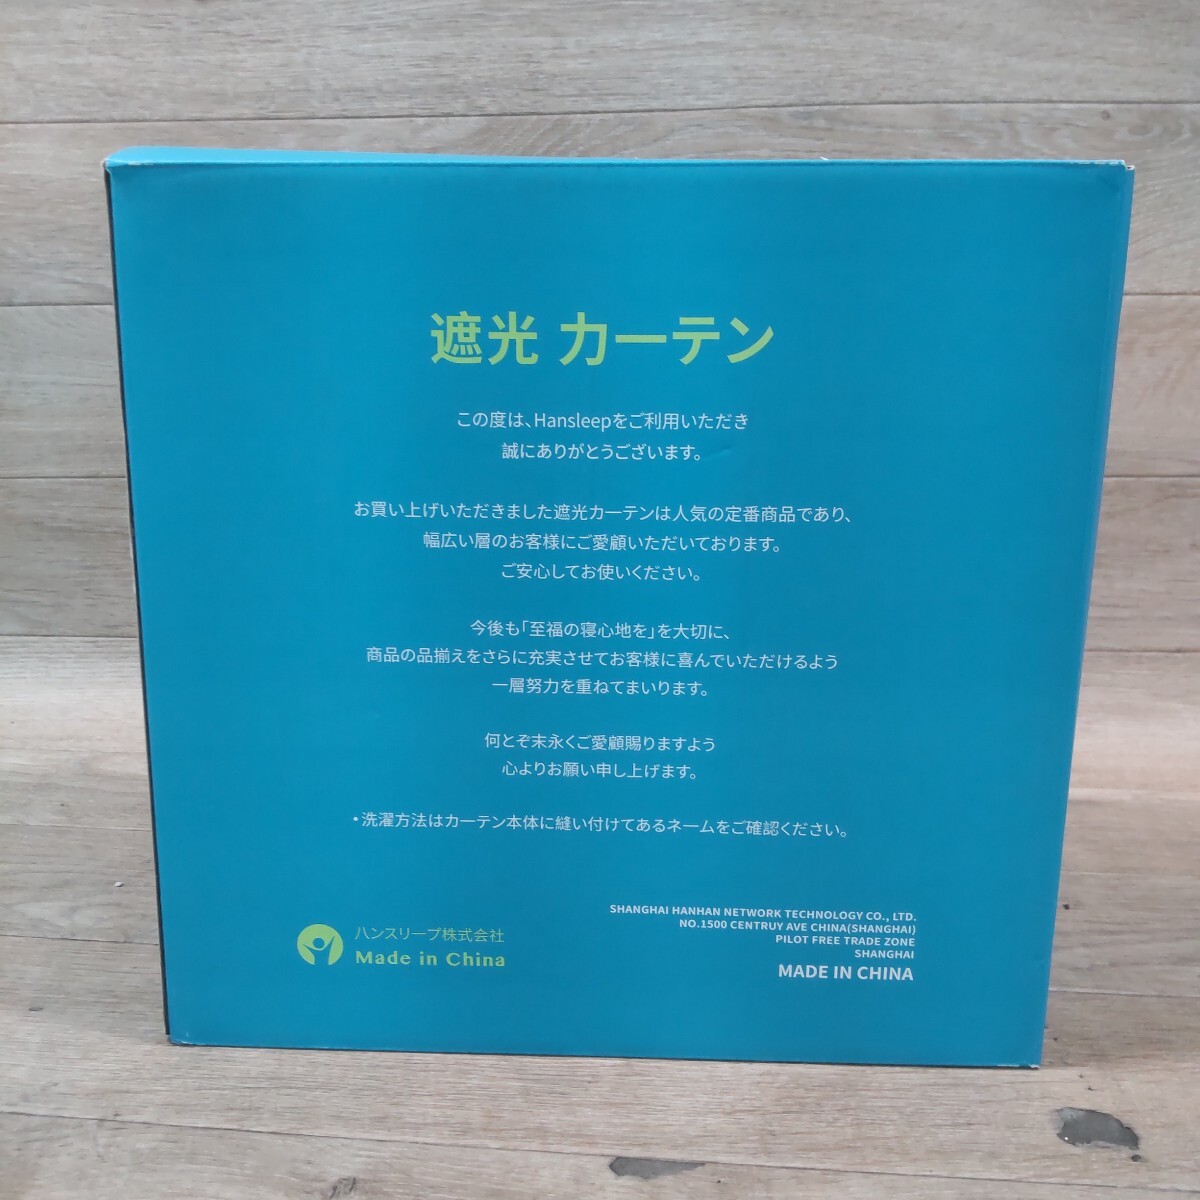 遮光 カーテン
この度は、Hansleepをご利用いただき
誠にありがとうございます。
お買い上げいただきました遮光カーテンは人気の定番商品であり、
幅広い層のお客様にご愛顧いただいております。
ご安心してお使いください。
今後も「至福の寝心地を」を大切に、
商品の品揃えをさらに充実させてお客様に喜んでいただけるよう
一層努力を重ねてまいります。
何とぞ末永くご愛顧賜りますよう
心よりお願い申し上げます。
・洗濯方法はカーテン本体に縫い付けてあるネームをご確認ください。
ハンスリープ株式会社
Made in China
SHANGHAI HANHAN NETWORK TECHNOLOGY CO., LTD.
NO.1500 CENTRUY AVE CHINA(SHANGHAI)
PILOT FREE TRADE ZONE
SHANGHAI
MADE IN CHINA